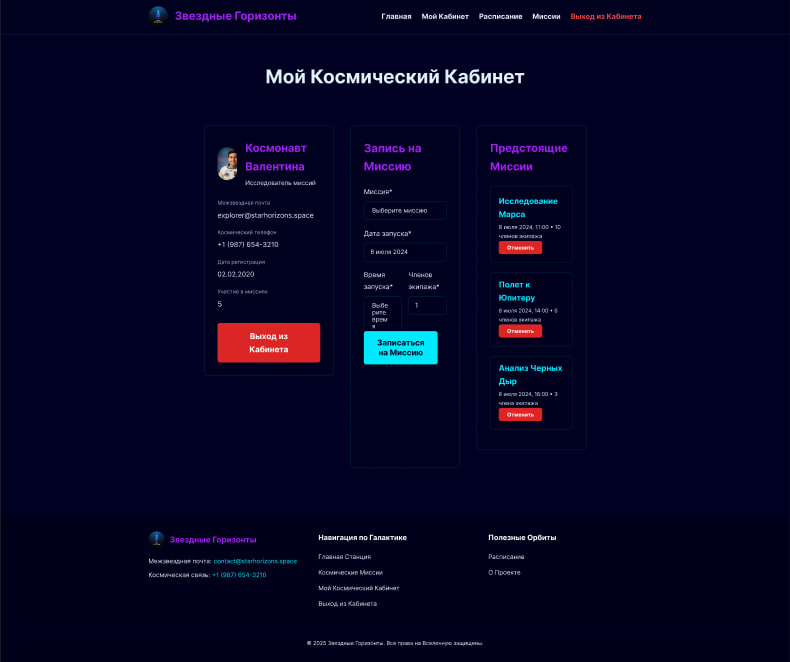 Звездные Горизонты
Главная Мой Кабинет Расписание Миссии Выход из Кабинета
Мой Космический Кабинет
Космонавт
Валентина
Исследователь миссий
Межзвездная почта
explorer@starhorizons.space
Космический телефон
+1 (987) 654-3210
Дата регистрации
02.02.2020
Участие в миссиях
5
Выход из
Кабинета
Запись на
Миссию
Миссия*
Выберите миссию
Дата запуска*
8 июля 2024
Время
запуска*
Выбе
рите
врем
я
Членов
экипажа*
1
Записаться
на Миссию
Предстоящие
Миссии
Исследование
Марса
8 июля 2024, 11:00 • 10
членов экипажа
Отменить
Полет к
Юпитеру
8 июля 2024, 14:00 • 6
членов экипажа
Отменить
Анализ Черных
Дыр
8 июля 2024, 16:00 • 3
члена экипажа
Отменить
Звездные Горизонты
Межзвездная почта: contact@starhorizons.space
Космическая связь: +1 (987) 654-3210
Навигация по Галактике
Главная Станция
Космические Миссии
Мой Космический Кабинет
Выход из Кабинета
Полезные Орбиты
Расписание
О Проекте
© 2025 Звездные Горизонты. Все права на Вселенную защищены.